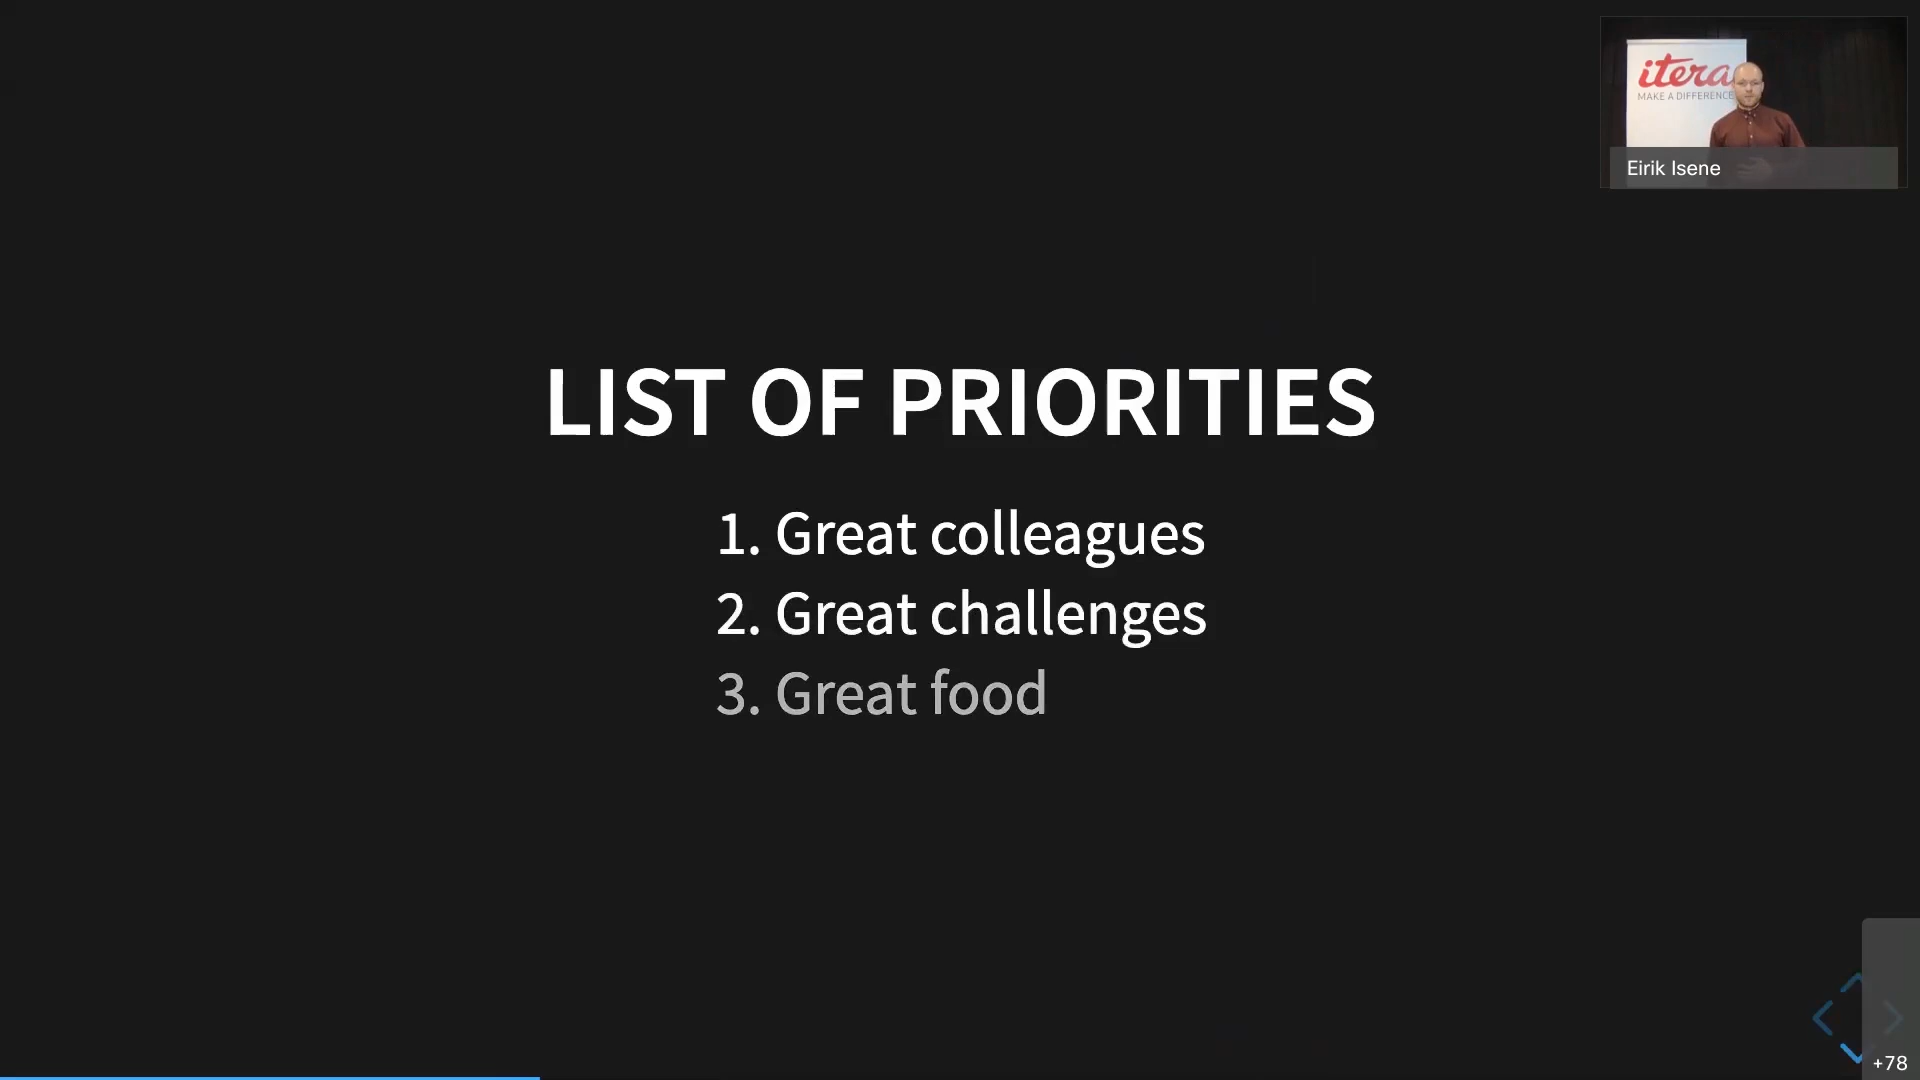 itera
MAKE A DIFFERENCE
Eirik Isene
LIST OF PRIORITIES
1. Great colleagues
2. Great challenges
3. Great food
+78